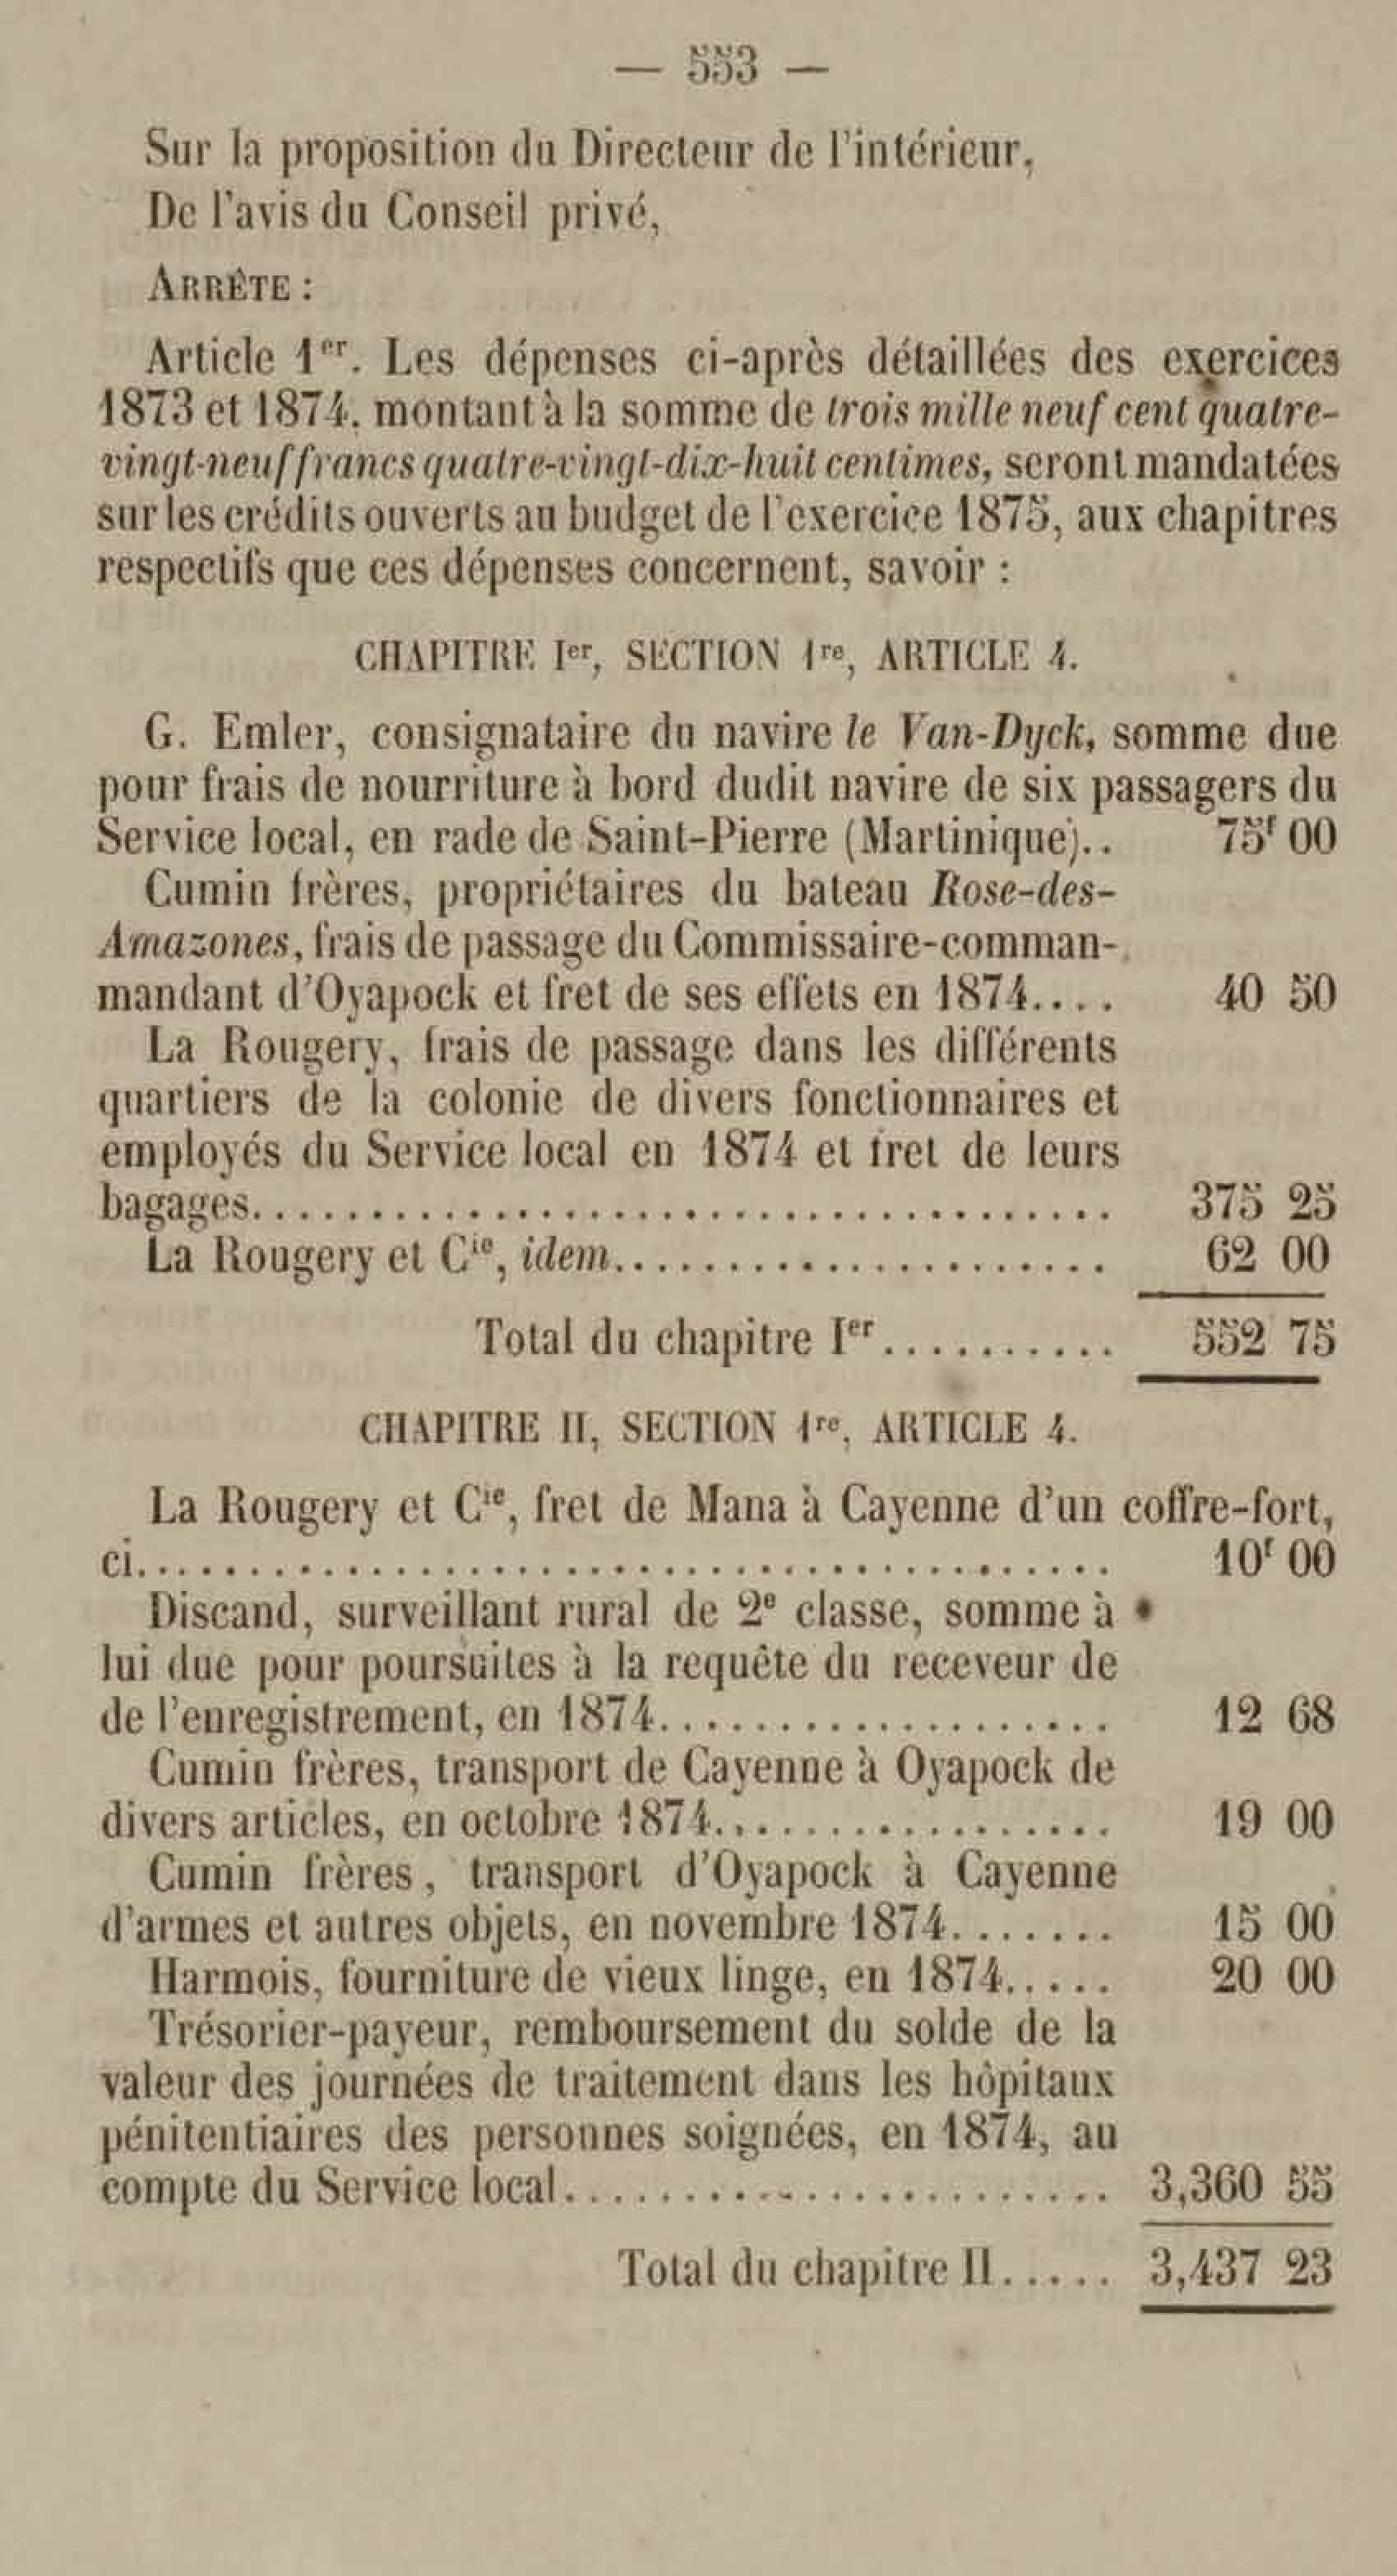 — 553 —
Sur la proposition du Directeur de l'intérieur,
De l'avis du Conseil privé,
ARRÊTE :
Article 1er. Les dépenses ci-après détaillées des exercices
1873 et 1874, montant à la somme de trois mille neuf cent quatre-
vingt-neuf francs quatre-vingt-dix-huit centimes, seront mandatées
sur les crédits ouverts au budget de l'exercice 1875, aux chapitres
respectifs que ces dépenses concernent, savoir :
CHAPITRE Ier, SECTION 1re, ARTICLE 4.
G. Emler, consignataire du navire le Van-Dyck, somme due
pour frais de nourriture à bord dudit navire de six passagers du
Service local, en rade de Saint-Pierre (Martinique).. 75f 00
Cumin frères, propriétaires du bateau Rose-des-
Amazones, frais de passage du Commissaire-comman-
mandant d'Oyapock et fret de ses effets en 1874.... 40 50
La Rougery, frais de passage dans les différents
quartiers de la colonie de divers fonctionnaires et
employés du Service local en 1874 et fret de leurs
bagages.................................... 375 25
La Rougery et Cie, idem..................... 62 00
Total du chapitre Ier.......... 552 75
CHAPITRE II, SECTION 1re, ARTICLE 4.
La Rougery et Cie, fret de Mana à Cayenne d'un coffre-fort,
ci......................................... 10f 00
Discand, surveillant rural de 2e classe, somme à
lui due pour poursuites à la requête du receveur de
de l'enregistrement, en 1874................... 12 68
Cumin frères, transport de Cayenne à Oyapock de
divers articles, en octobre 1874................. 19 00
Cumin frères, transport d'Oyapock à Cayenne
d'armes et autres objets, en novembre 1874....... 15 00
Harmois, fourniture de vieux linge, en 1874..... 20 00
Trésorier-payeur, remboursement du solde de la
valeur des journées de traitement dans les hôpitaux
pénitentiaires des personnes soignées, en 1874, au
compte du Service local....................... 3,360 55
Total du chapitre II..... 3,437 23